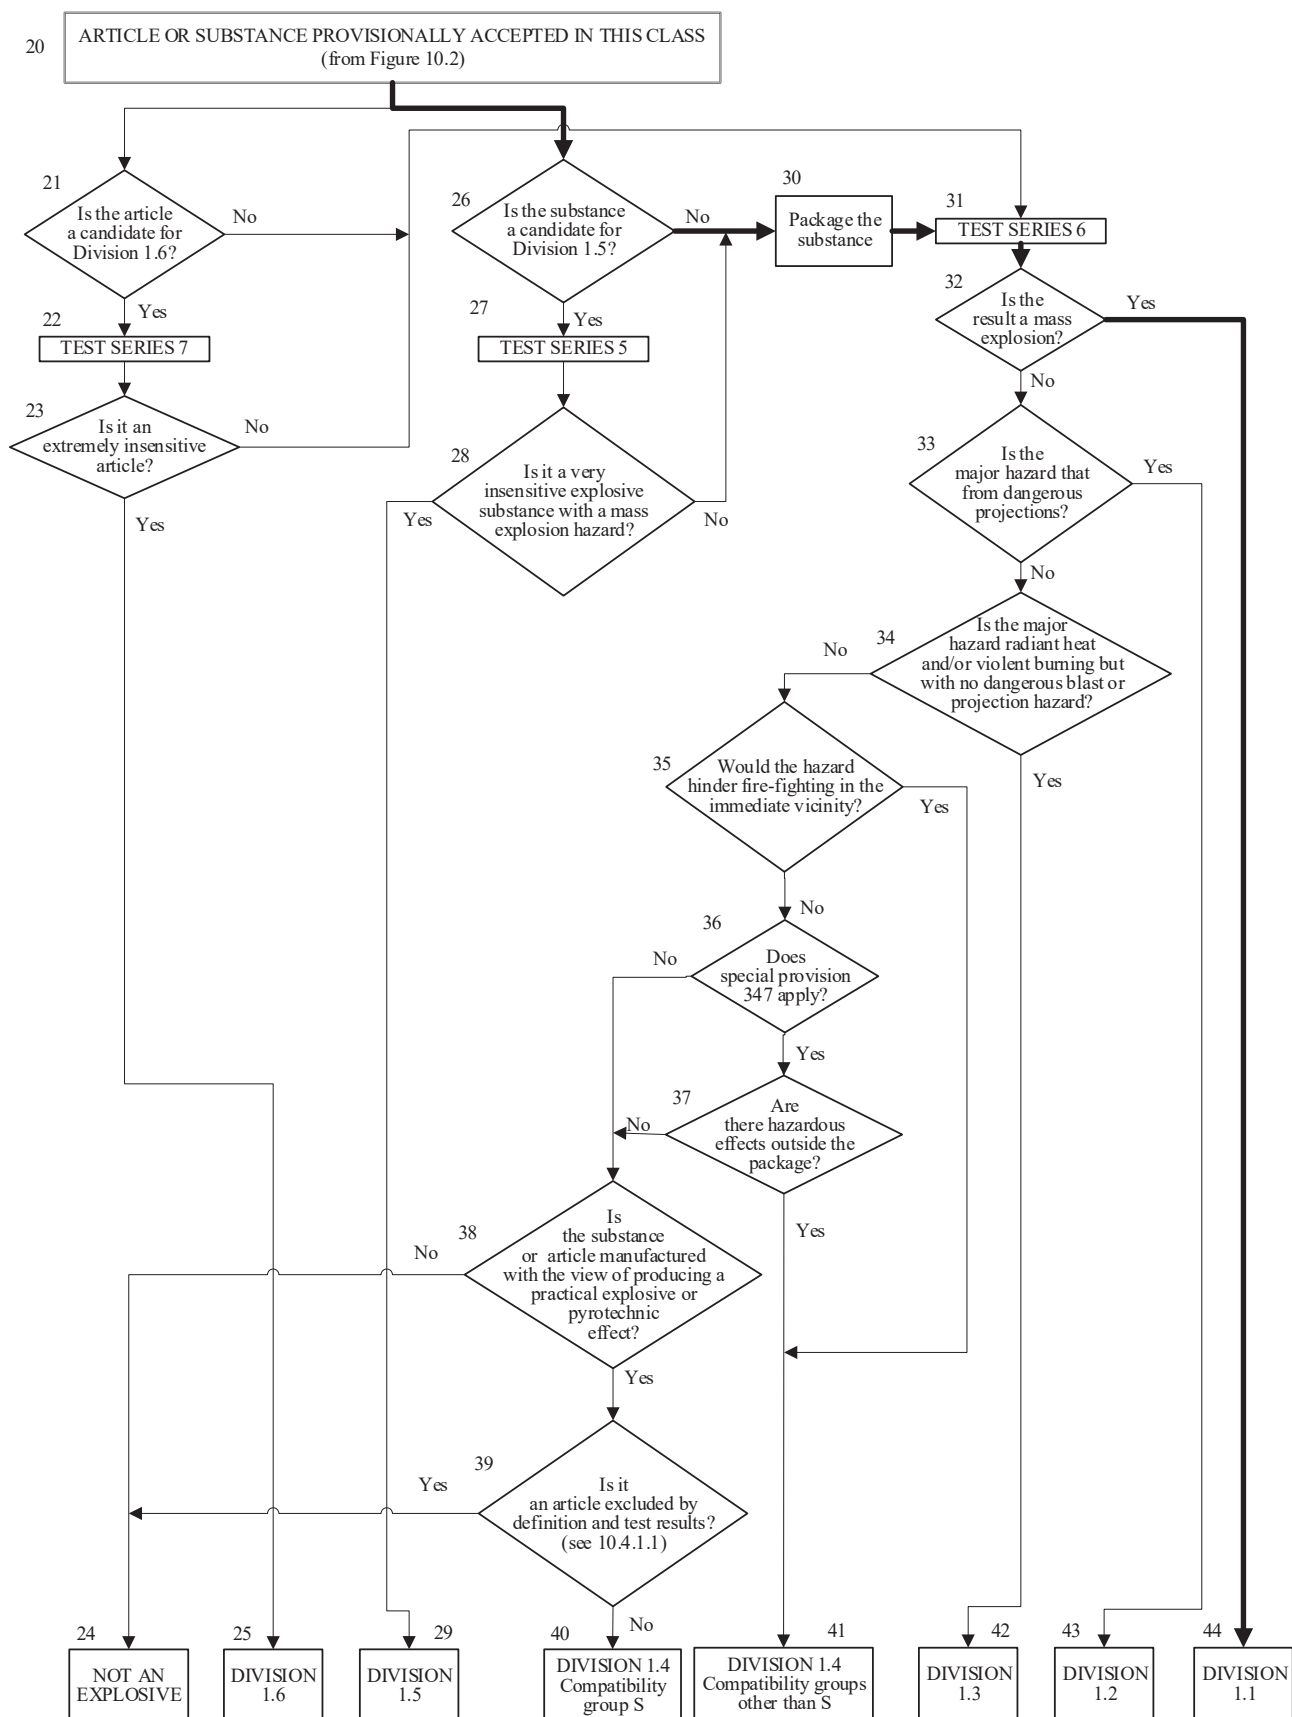 20
ARTICLE OR SUBSTANCE PROVISIONALLY ACCEPTED IN THIS CLASS
(from Figure 10.2)
21
Is the article
a candidate for
Division 1.6?
No
Yes
22
TEST SERIES 7
23
Is it an
extremely insensitive
article?
No
Yes
26
Is the substance
a candidate for
Division 1.5?
No
Yes
27
TEST SERIES 5
28
Is it a very
insensitive explosive
substance with a mass
explosion hazard?
Yes
No
30
Package the
substance
31
TEST SERIES 6
32
Is the
result a mass
explosion?
Yes
No
33
Is the
major hazard that
from dangerous
projections?
Yes
No
34
Is the major
hazard radiant heat
and/or violent burning but
with no dangerous blast or
projection hazard?
No
Yes
35
Would the hazard
hinder fire-fighting in the
immediate vicinity?
Yes
No
36
Does
special provision
347 apply?
No
Yes
37
Are
there hazardous
effects outside the
package?
No
Yes
38
Is
the substance
or article manufactured
with the view of producing a
practical explosive or
pyrotechnic
effect?
No
Yes
39
Is it
an article excluded by
definition and test results?
(see 10.4.1.1)
Yes
No
24
NOT AN
EXPLOSIVE
25
DIVISION
1.6
29
DIVISION
1.5
40
DIVISION 1.4
Compatibility
group S
41
DIVISION 1.4
Compatibility groups
other than S
42
DIVISION
1.3
43
DIVISION
1.2
44
DIVISION
1.1